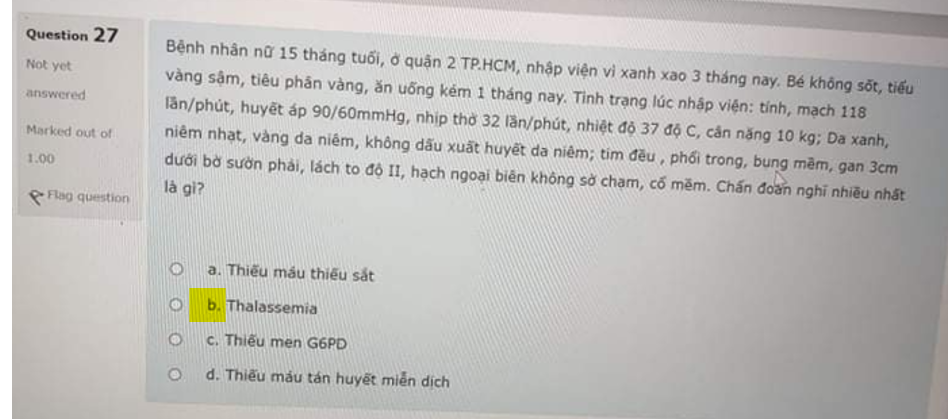 Question 27
Not yet
answered
Marked out of
1.00
Flag question
Bệnh nhân nữ 15 tháng tuổi, ở quận 2 TP.HCM, nhập viện vì xanh xao 3 tháng nay. Bé không sốt, tiểu
vàng sậm, tiêu phân vàng, ăn uống kém 1 tháng nay. Tình trạng lúc nhập viện: tỉnh, mạch 118
lần/phút, huyết áp 90/60mmHg, nhịp thở 32 lần/phút, nhiệt độ 37 độ C, cân nặng 10 kg; Da xanh,
niêm nhạt, vàng da niêm, không dấu xuất huyết da niêm; tim đều , phổi trong, bụng mềm, gan 3cm
dưới bờ sườn phải, lách to độ II, hạch ngoại biên không sờ chạm, cổ mềm. Chẩn đoán nghĩ nhiều nhất
là gì?
a. Thiếu máu thiếu sắt
b. Thalassemia
c. Thiếu men G6PD
d. Thiếu máu tán huyết miễn dịch